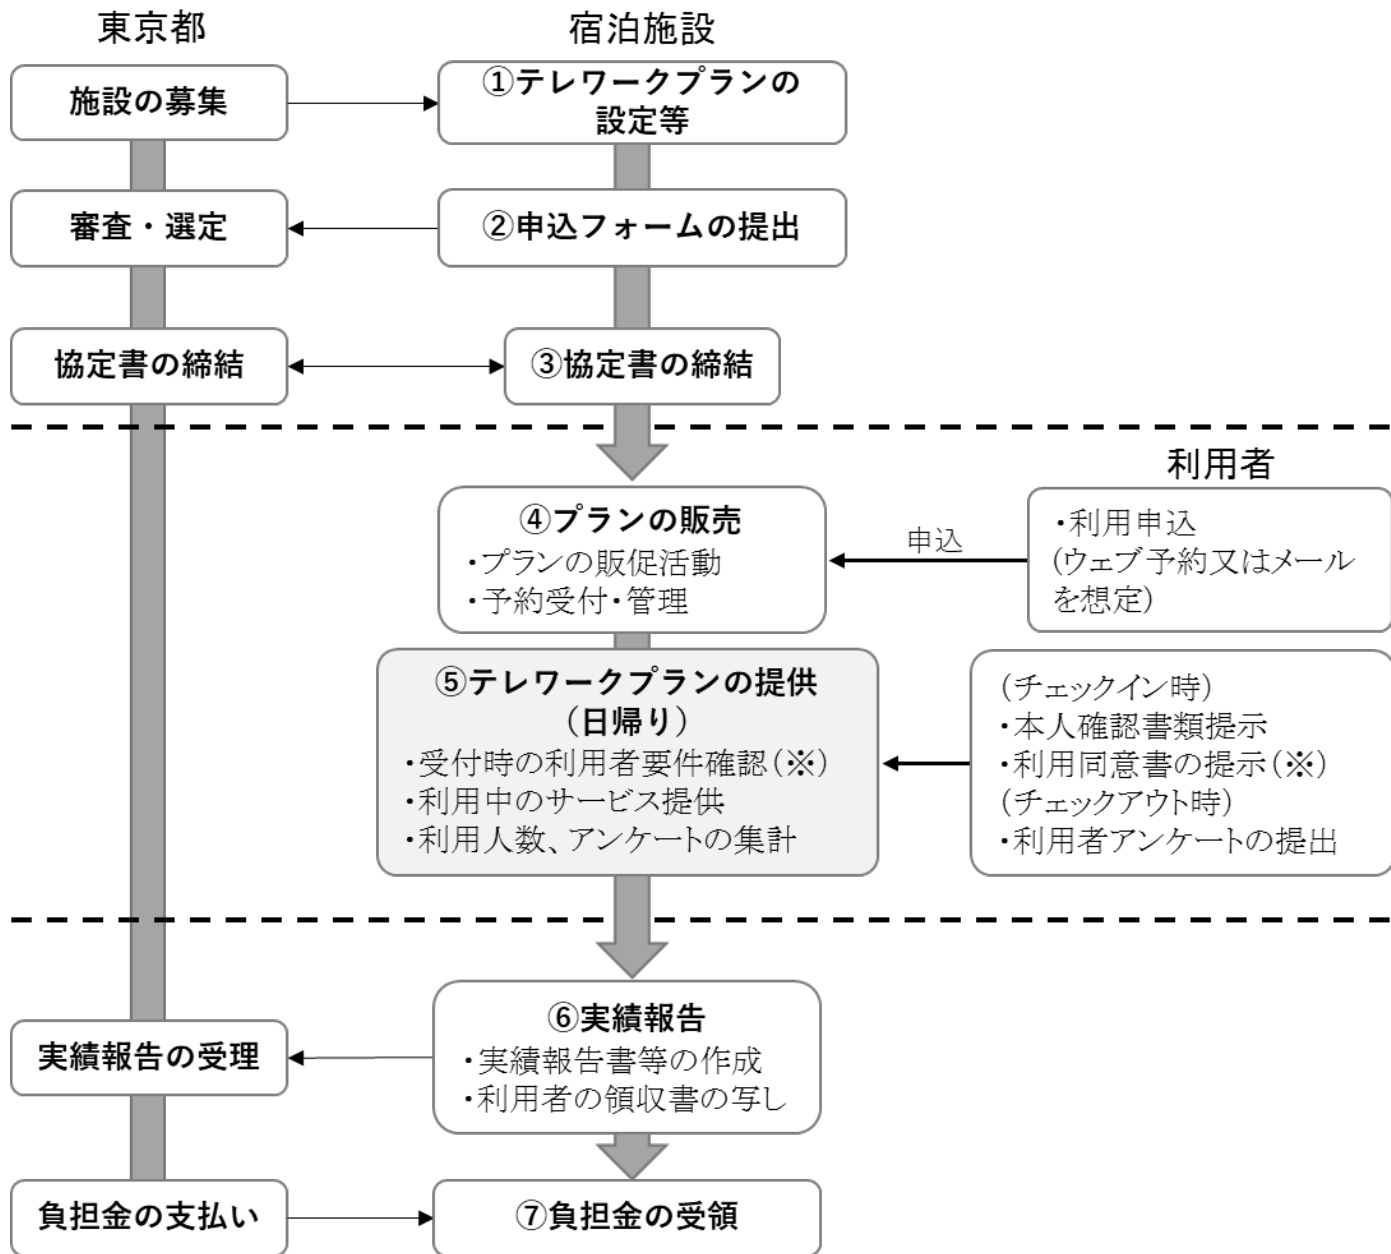 東京都
宿泊施設
施設の募集
①テレワークプランの
設定等
審査・選定
②申込フォームの提出
協定書の締結
③協定書の締結
利用者
④プランの販売
・プランの販促活動
・予約受付・管理
申込
・利用申込
(ウェブ予約又はメール
を想定)
⑤テレワークプランの提供
(日帰り)
・受付時の利用者要件確認(※)
・利用中のサービス提供
・利用人数、アンケートの集計
(チェックイン時)
・本人確認書類提示
・利用同意書の提示(※)
(チェックアウト時)
・利用者アンケートの提出
実績報告の受理
⑥実績報告
・実績報告書等の作成
・利用者の領収書の写し
負担金の支払い
⑦負担金の受領